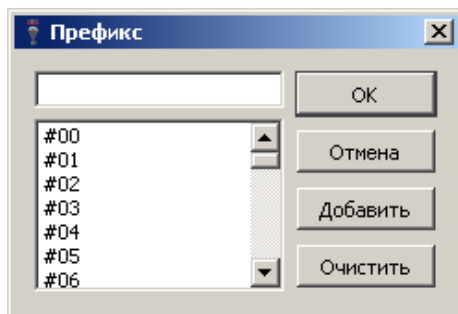 Префикс
OK
#00
#01
#02
#03
#04
#05
#06
Отмена
Добавить
Очистить